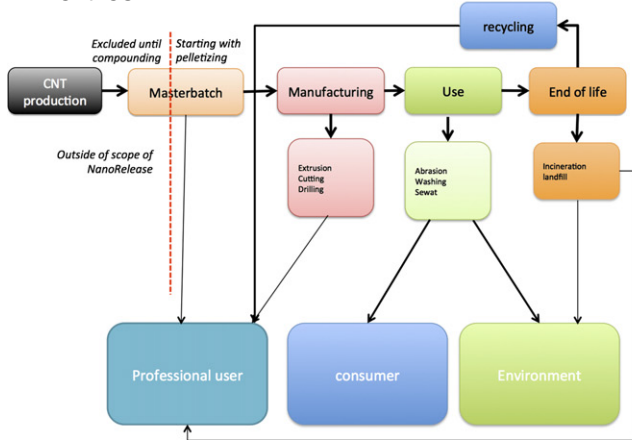 recycling
Excluded until
compounding
Starting with
pelletizing
CNT
production
Masterbatch
Manufacturing
Use
End of life
Outside of scope of
NanoRelease
Extrusion
Cutting
Drilling
Abrasion
Washing
Sewat
Incineration
landfill
Professional user
consumer
Environment